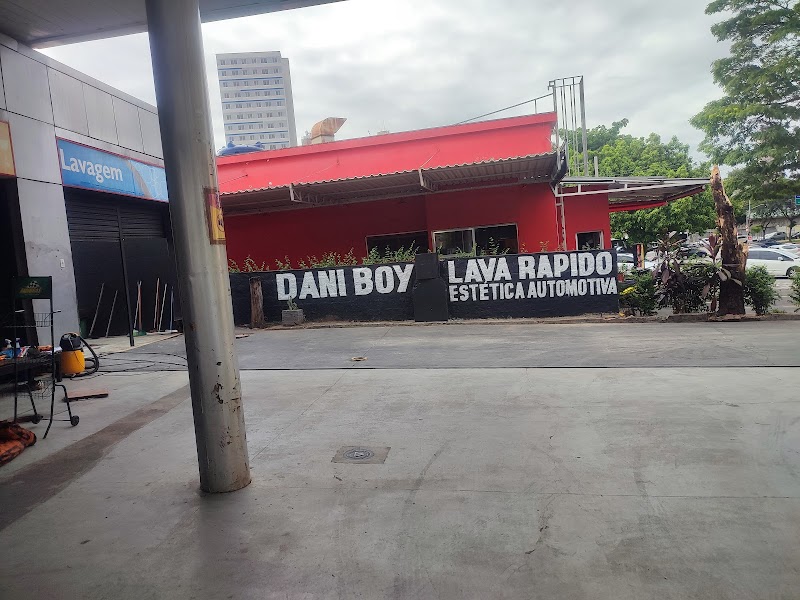 Lavagem
DANI BOY LAVA RAPIDO
ESTÉTICA AUTOMOTIVA